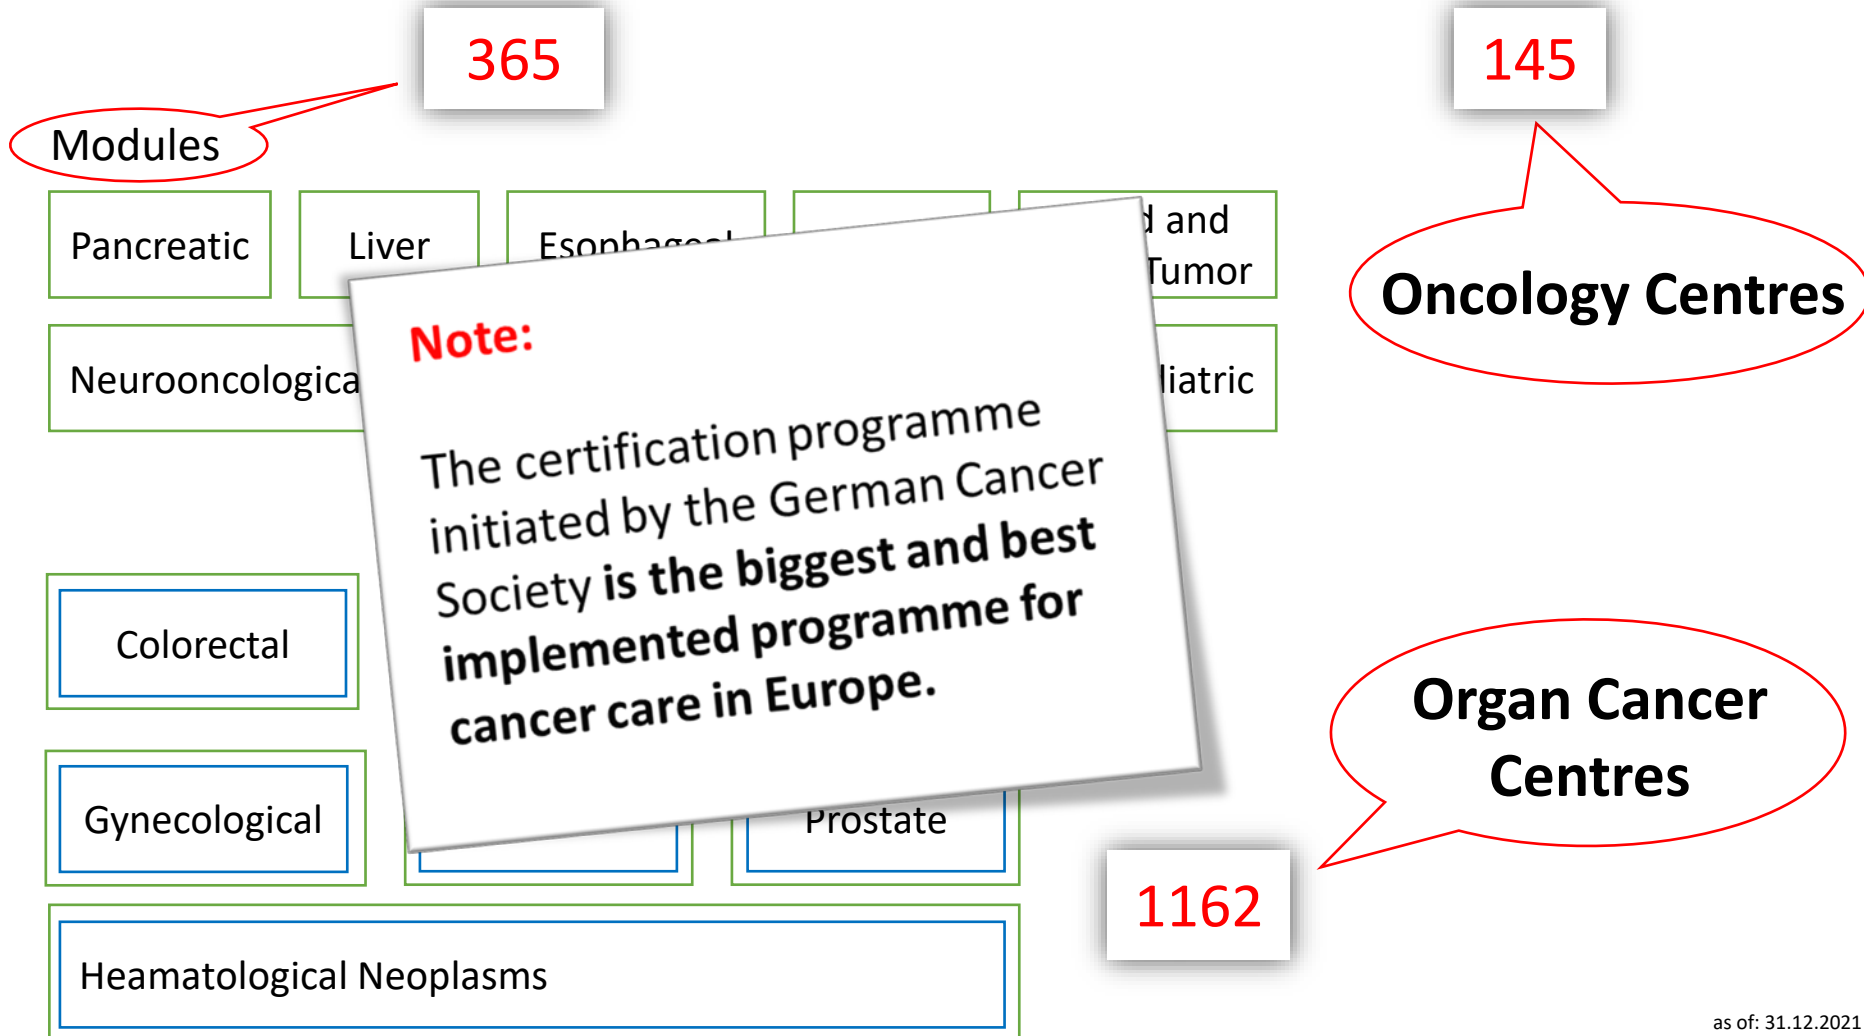 365
145
Modules
Pancreatic
Liver
Esophageal
and
Tumor
Oncology Centres
Note:
The certification programme
initiated by the German Cancer
Society is the biggest and best
implemented programme for
cancer care in Europe.
Colorectal
Organ Cancer
Centres
Gynecological
Prostate
1162
Heamatological Neoplasms
as of: 31.12.2021